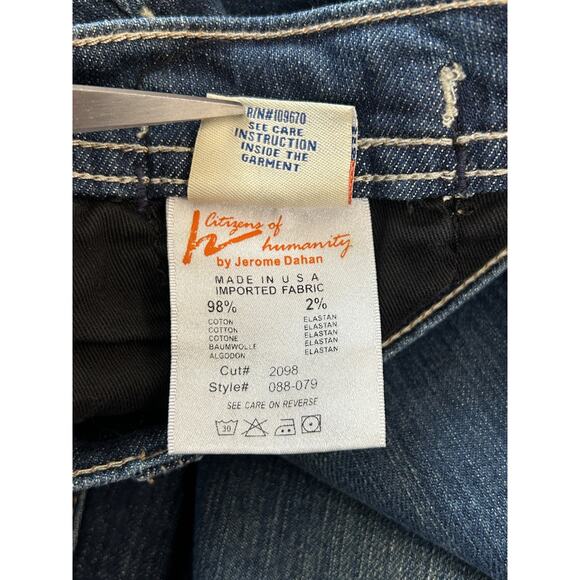 R/N#109670
SEE CARE
INSTRUCTION
INSIDE THE
GARMENT
Citizens of
humanity
by Jerome Dahan
MADE IN U S A
IMPORTED FABRIC
98% 2%
COTON ELASTAN
COTTON ELASTAN
COTONE ELASTAN
BAUMWOLLE ELASTAN
ALGODON ELASTAN
Cut# 2098
Style# 088-079
SEE CARE ON REVERSE
30